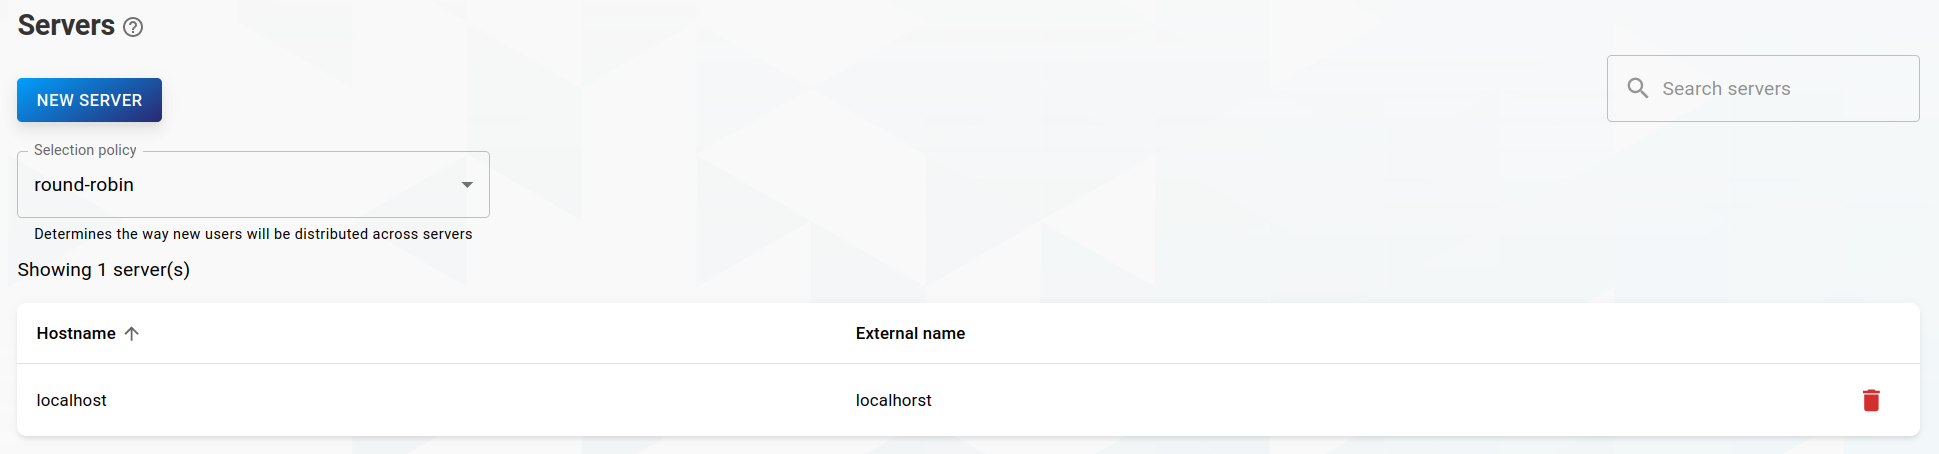 Servers
NEW SERVER
Search servers
Selection policy
round-robin
Determines the way new users will be distributed across servers
Showing 1 server(s)
Hostname External name
localhost localhorst